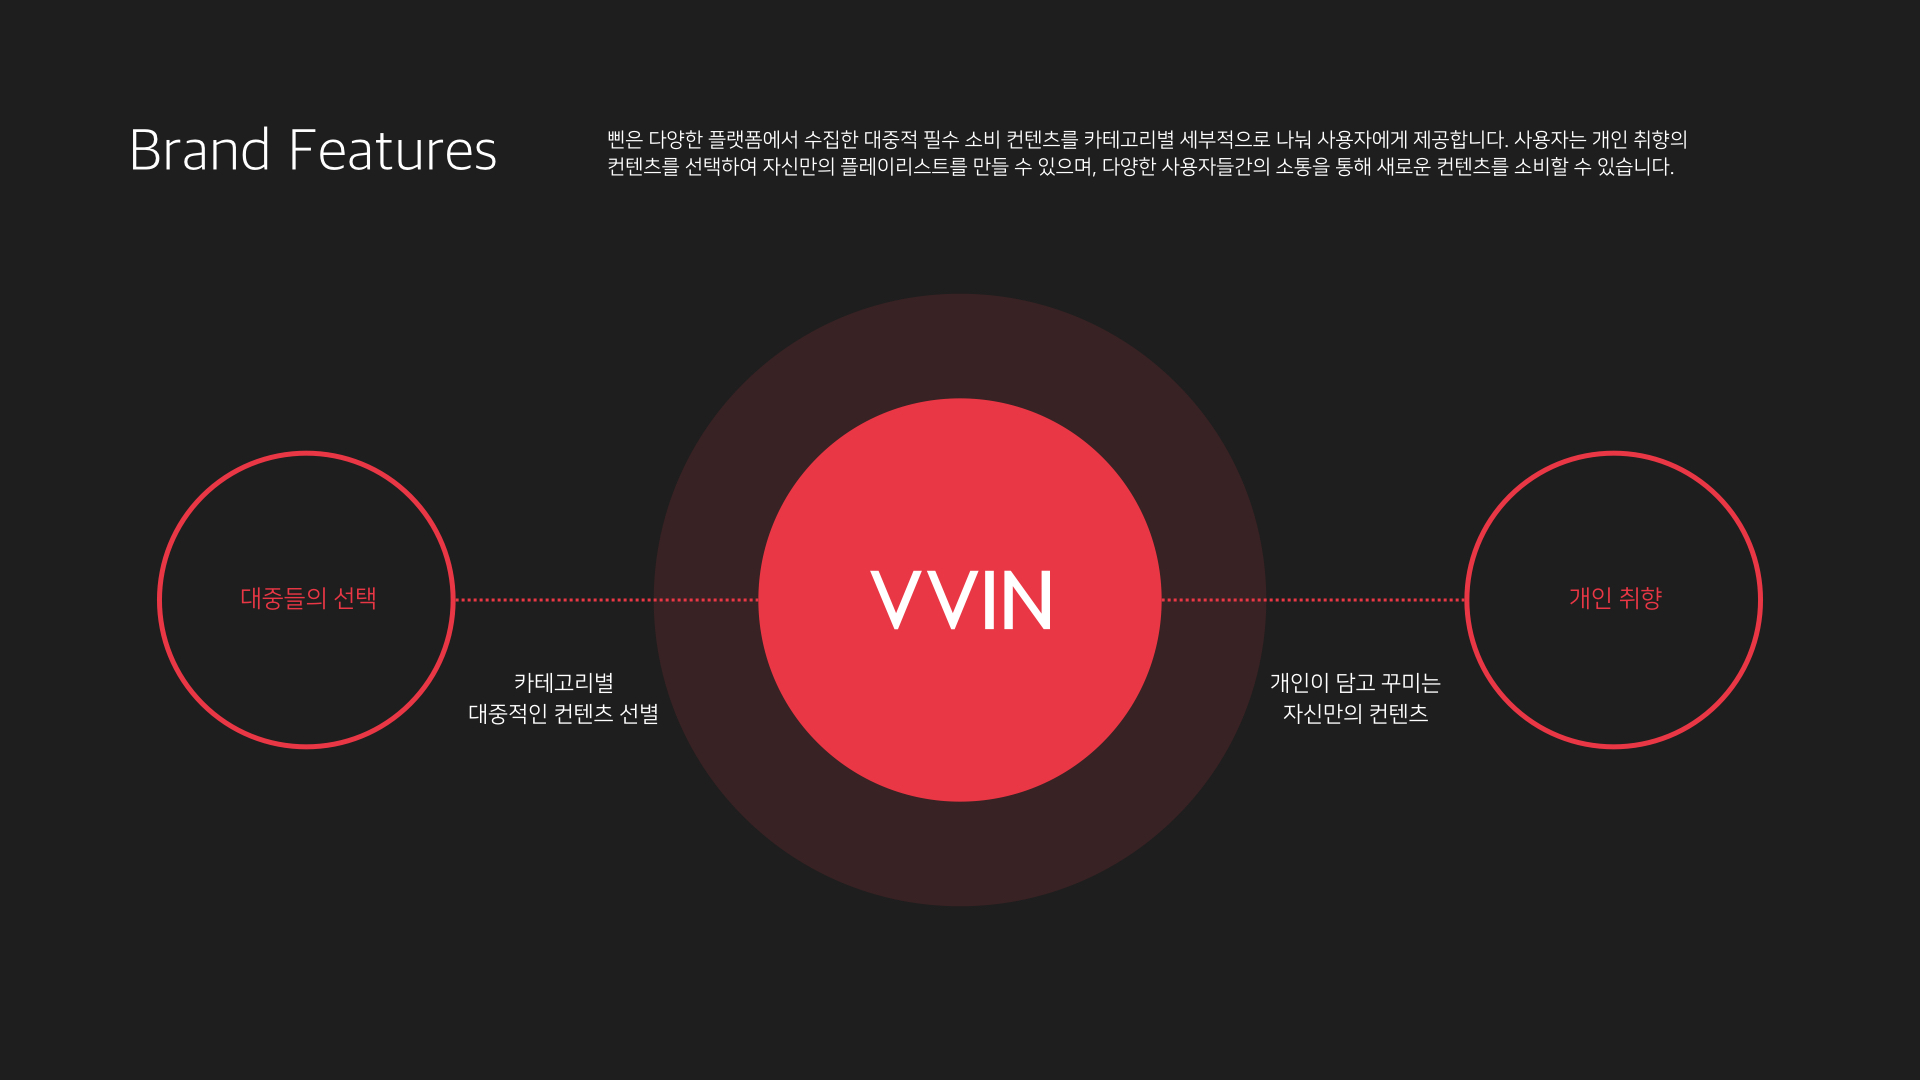 Brand Features
삔은 다양한 플랫폼에서 수집한 대중적 필수 소비 컨텐츠를 카테고리별 세부적으로 나눠 사용자에게 제공합니다. 사용자는 개인 취향의
컨텐츠를 선택하여 자신만의 플레이리스트를 만들 수 있으며, 다양한 사용자들간의 소통을 통해 새로운 컨텐츠를 소비할 수 있습니다.
대중들의 선택
카테고리별
대중적인 컨텐츠 선별
VVIN
개인이 담고 꾸미는
자신만의 컨텐츠
개인 취향